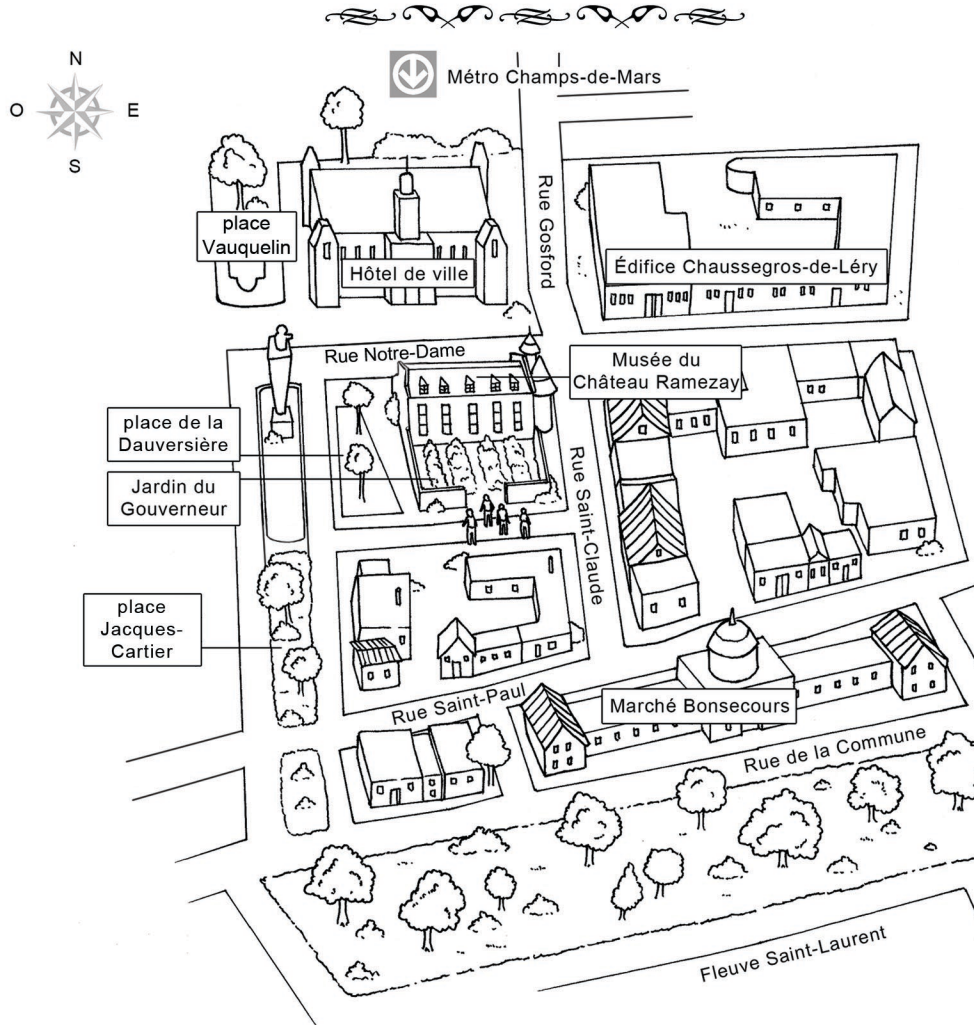 N
O
E
S
Métro Champs-de-Mars
place
Vauquelin
Hôtel de ville
Rue Gosford
Édifice Chaussegros-de-Léry
Rue Notre-Dame
Musée du
Château Ramezay
place de la
Dauversière
Jardin du
Gouverneur
Rue Saint-Claude
place
Jacques-
Cartier
Rue Saint-Paul
Marché Bonsecours
Rue de la Commune
Fleuve Saint-Laurent